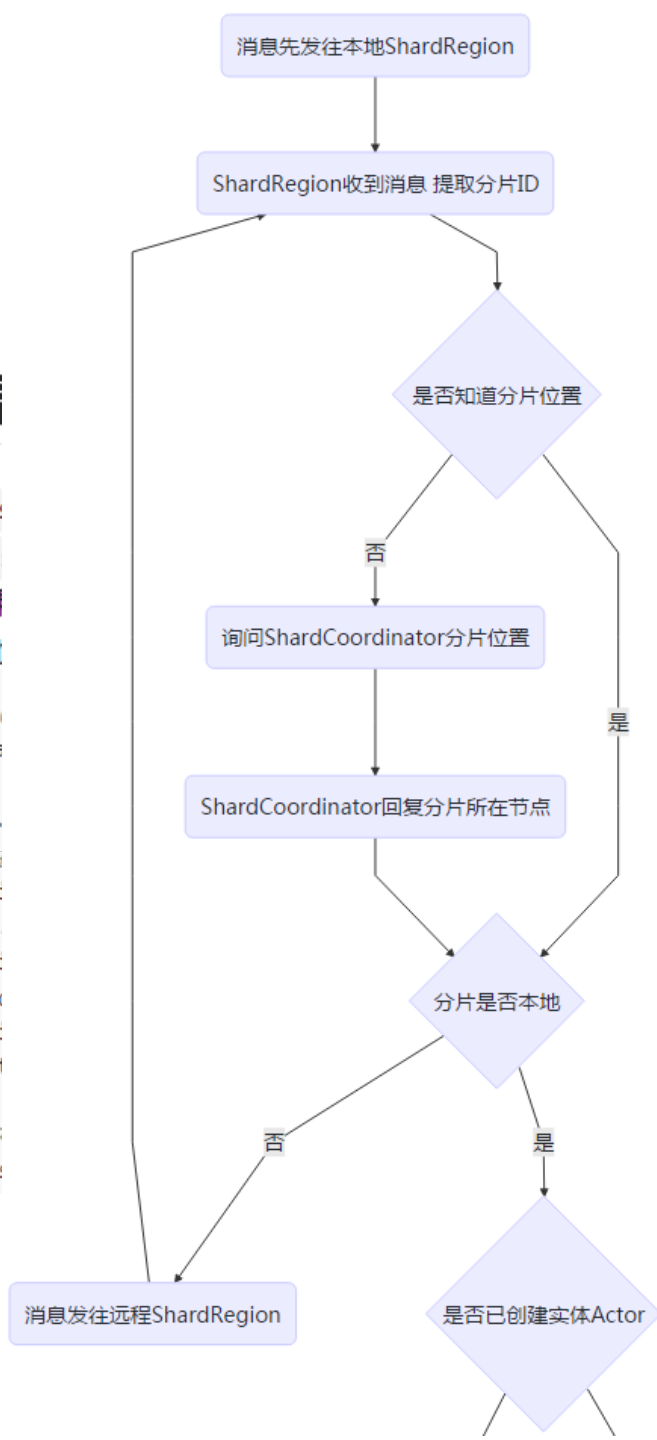 消息先发往本地ShardRegion
ShardRegion收到消息 提取分片ID
是否知道分片位置
否
询问ShardCoordinator分片位置
是
ShardCoordinator回复分片所在节点
分片是否本地
否
是
消息发往远程ShardRegion
是否已创建实体Actor